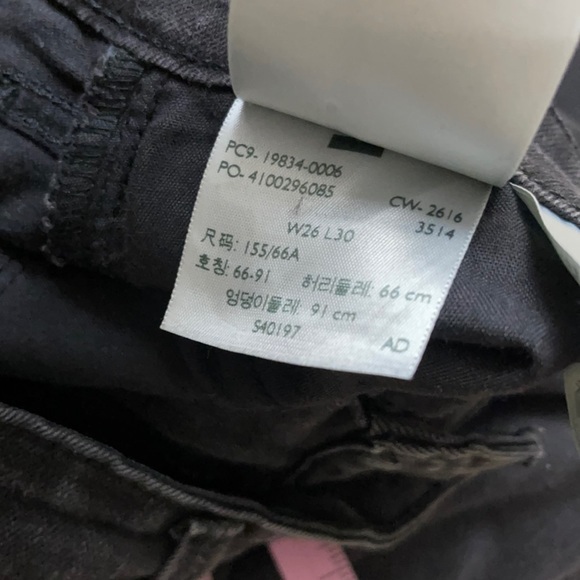 PC9- 19834-0006
PO- 4100296085
CW- 2616
3514
W26 L30
尺码: 155/66A
호칭: 66-91 허리둘레: 66 cm
엉덩이둘레: 91 cm
S40197
AD